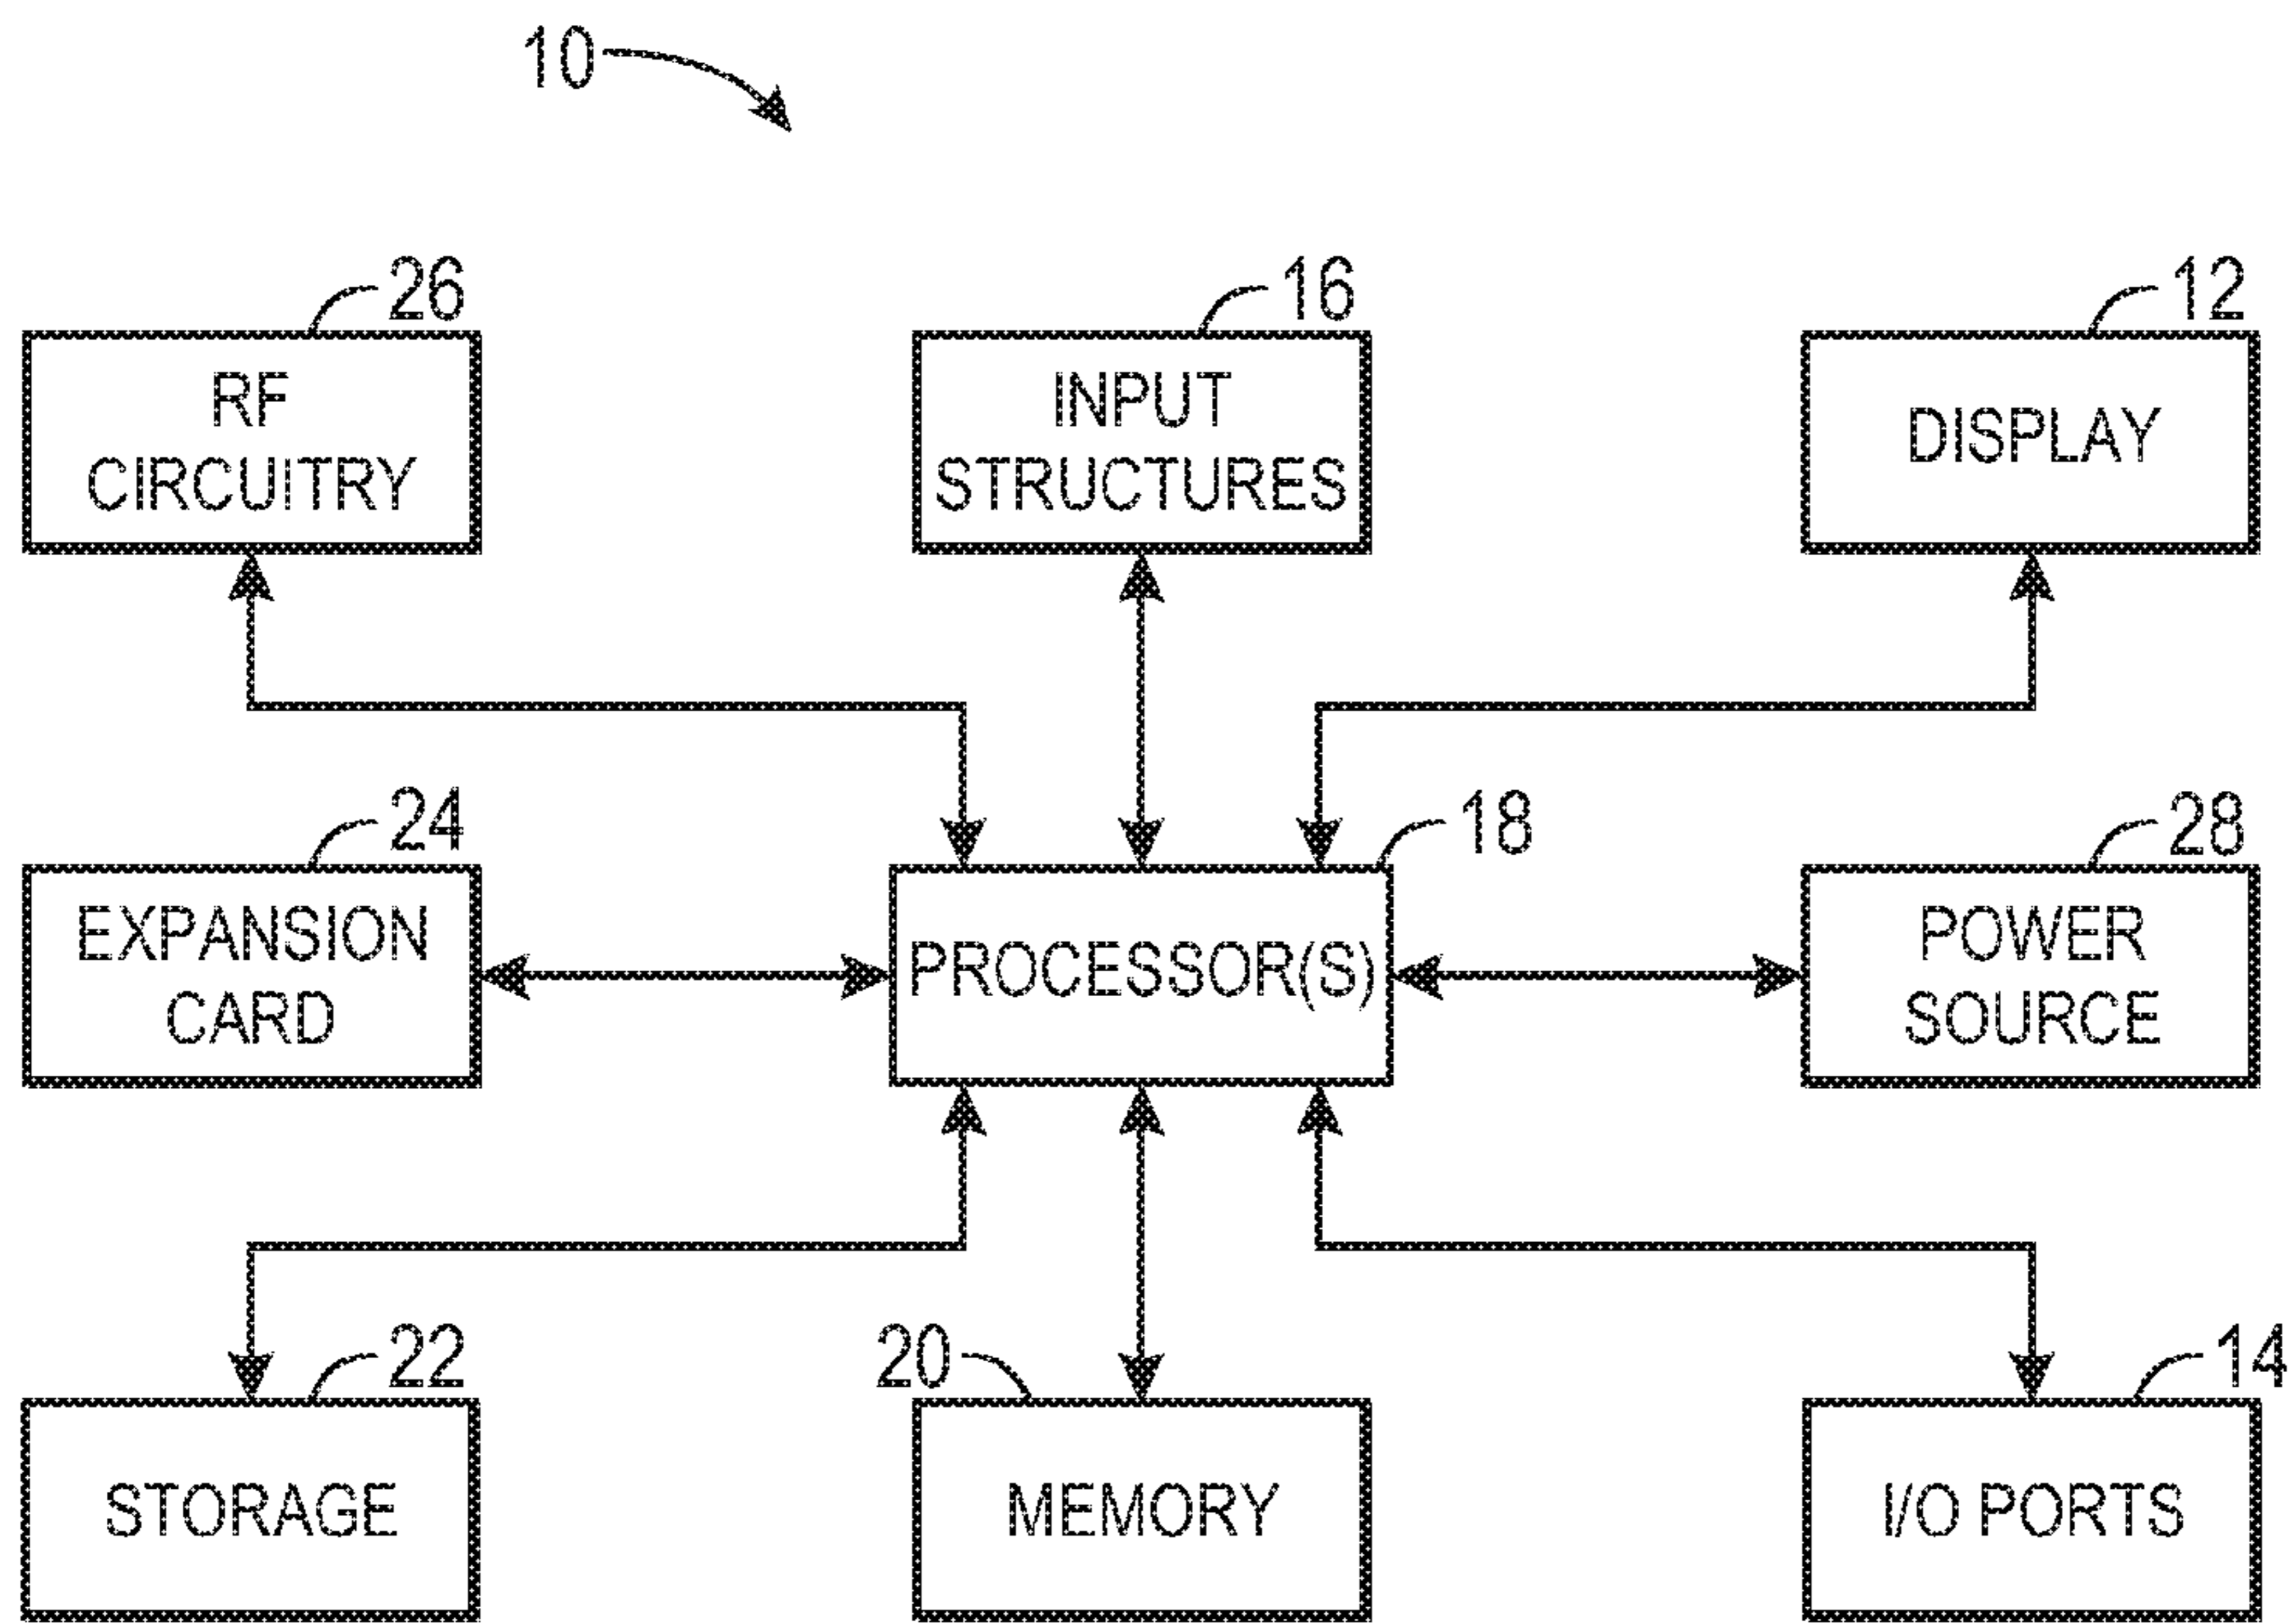 10
26
16
12
RF
CIRCUITRY
INPUT
STRUCTURES
DISPLAY
24
18
28
EXPANSION
CARD
PROCESSOR(S)
POWER
SOURCE
22
20
14
STORAGE
MEMORY
I/O PORTS